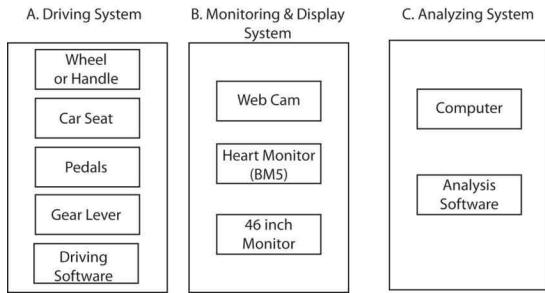 A. Driving System
Wheel
or Handle
Car Seat
Pedals
Gear Lever
Driving
Software
B. Monitoring & Display
System
Web Cam
Heart Monitor
(BM5)
46 inch
Monitor
C. Analyzing System
Computer
Analysis
Software